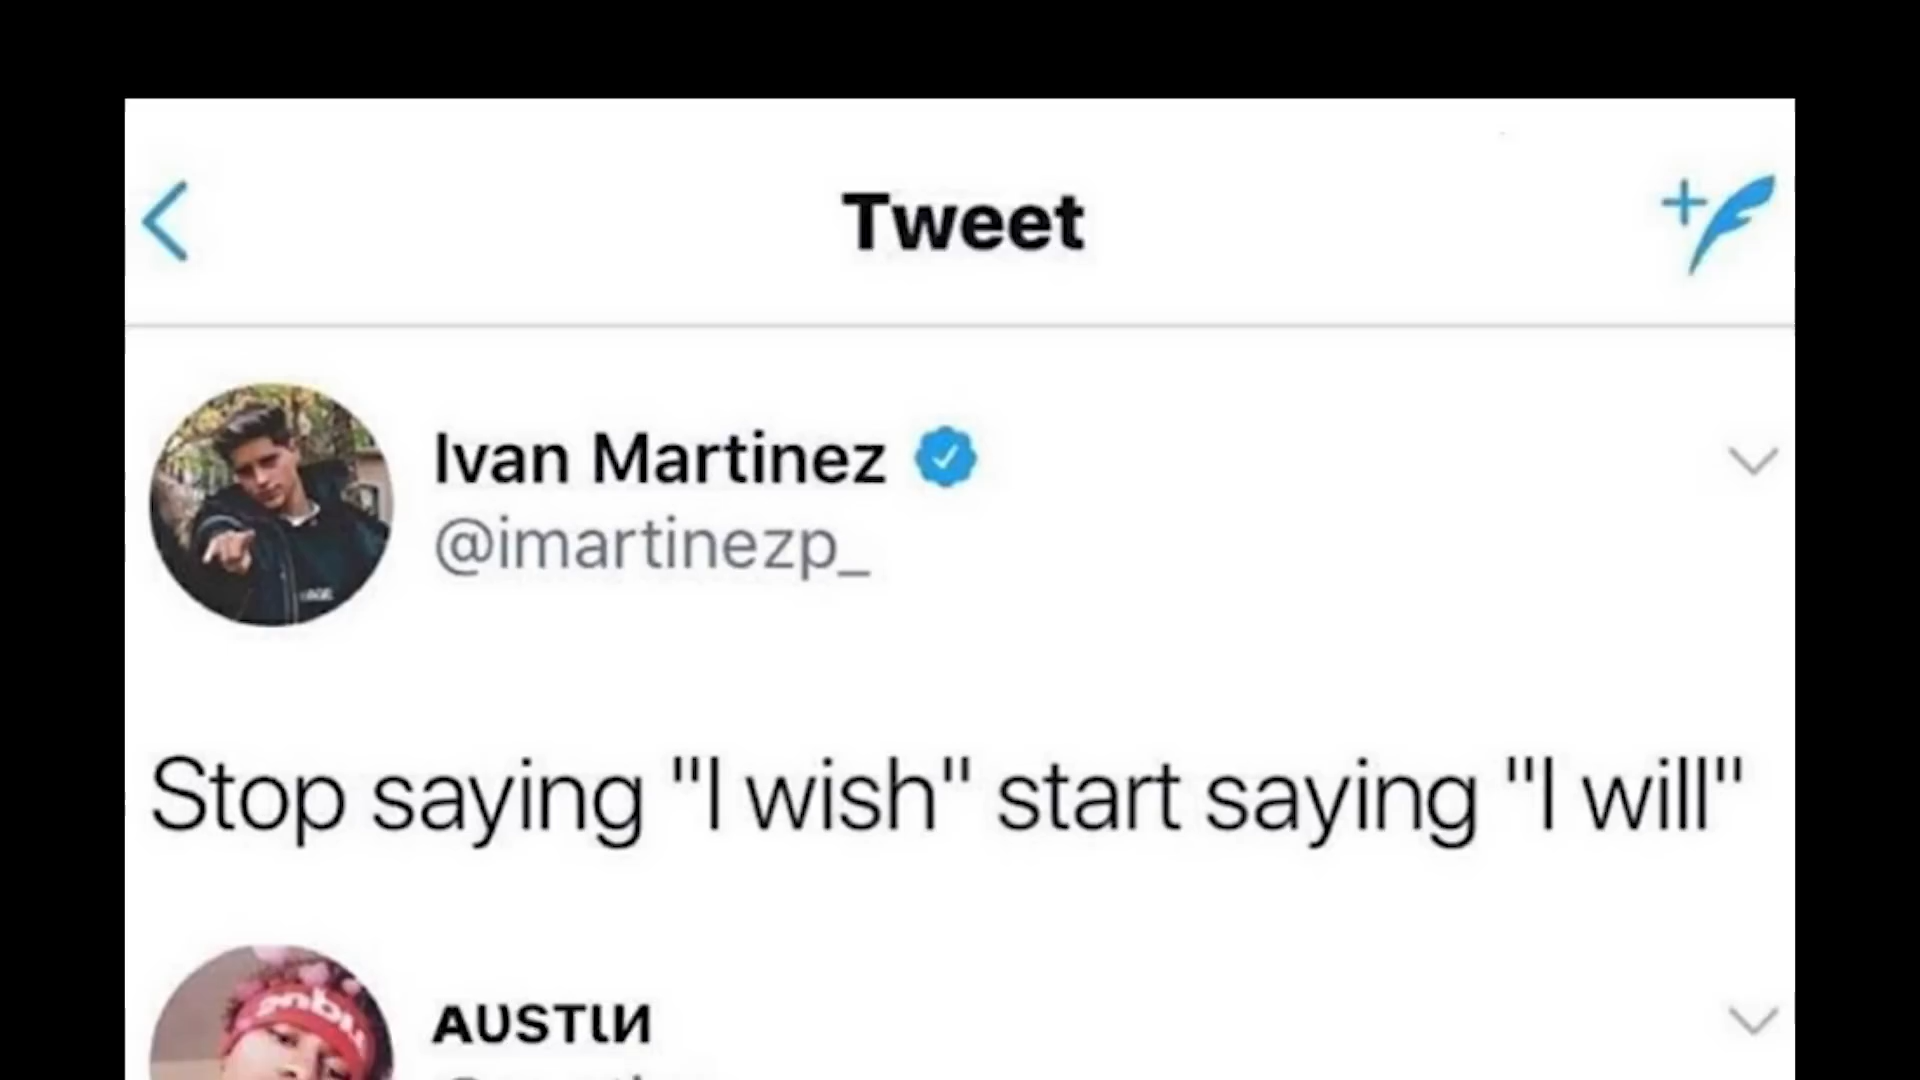 Tweet
Ivan Martinez
@imartinezp_
Stop saying "I wish" start saying "I will"
AUSTIN